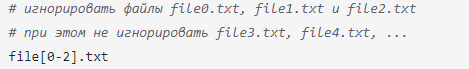 # игнорировать файлы file0.txt, file1.txt и file2.txt
# при этом не игнорировать file3.txt, file4.txt, ...
file[0-2].txt